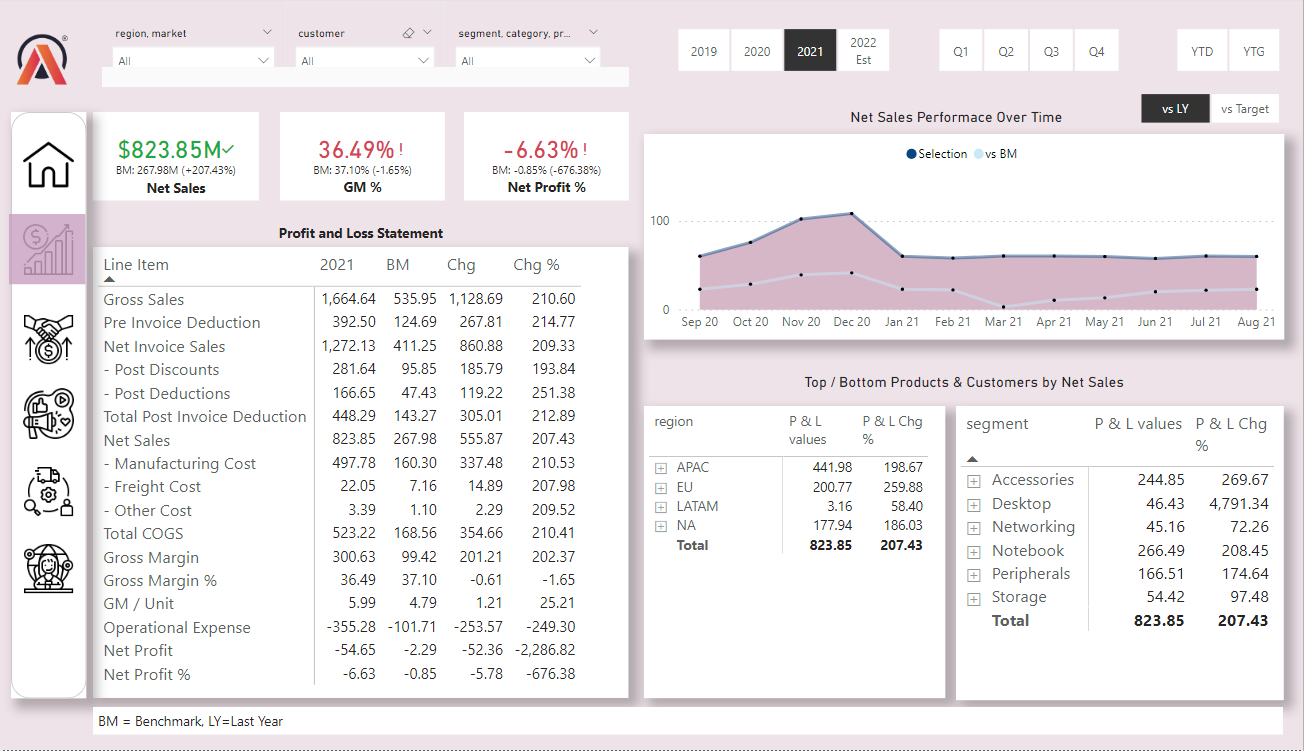 region, market
customer
segment, category, pr...
All
All
All
2019
2020
2021
2022
Est
Q1
Q2
Q3
Q4
YTD
YTG
vs LY
vs Target
$823.85M
BM: 267.98M (+207.43%)
Net Sales
36.49%!
BM: 37.10% (-1.65%)
GM %
-6.63%!
BM: -0.85% (-676.38%)
Net Profit %
Net Sales Performace Over Time
Selection vs BM
100
0
Sep 20 Oct 20 Nov 20 Dec 20 Jan 21 Feb 21 Mar 21 Apr 21 May 21 Jun 21 Jul 21 Aug 21
Profit and Loss Statement
Line Item 2021 BM Chg Chg %
Gross Sales 1,664.64 535.95 1,128.69 210.60
Pre Invoice Deduction 392.50 124.69 267.81 214.77
Net Invoice Sales 1,272.13 411.25 860.88 209.33
- Post Discounts 281.64 95.85 185.79 193.84
- Post Deductions 166.65 47.43 119.22 251.38
Total Post Invoice Deduction 448.29 143.27 305.01 212.89
Net Sales 823.85 267.98 555.87 207.43
- Manufacturing Cost 497.78 160.30 337.48 210.53
- Freight Cost 22.05 7.16 14.89 207.98
- Other Cost 3.39 1.10 2.29 209.52
Total COGS 523.22 168.56 354.66 210.41
Gross Margin 300.63 99.42 201.21 202.37
Gross Margin % 36.49 37.10 -0.61 -1.65
GM / Unit 5.99 4.79 1.21 25.21
Operational Expense -355.28 -101.71 -253.57 -249.30
Net Profit -54.65 -2.29 -52.36 -2,286.82
Net Profit % -6.63 -0.85 -5.78 -676.38
Top / Bottom Products & Customers by Net Sales
region P & L values P & L Chg %
APAC 441.98 198.67
EU 200.77 259.88
LATAM 3.16 58.40
NA 177.94 186.03
Total 823.85 207.43
segment P & L values P & L Chg %
Accessories 244.85 269.67
Desktop 46.43 4,791.34
Networking 45.16 72.26
Notebook 266.49 208.45
Peripherals 166.51 174.64
Storage 54.42 97.48
Total 823.85 207.43
BM = Benchmark, LY=Last Year